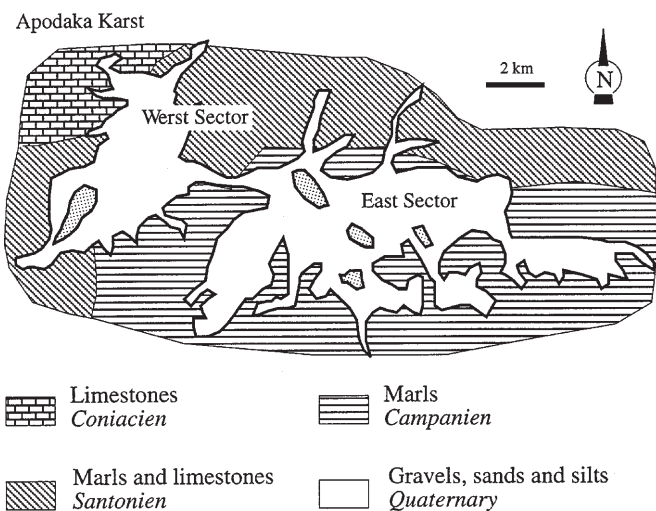 Apodaka Karst
2 km
N
Werst Sector
East Sector
Limestones
Coniacien
Marls
Campanien
Marls and limestones
Santonien
Gravels, sands and silts
Quaternary